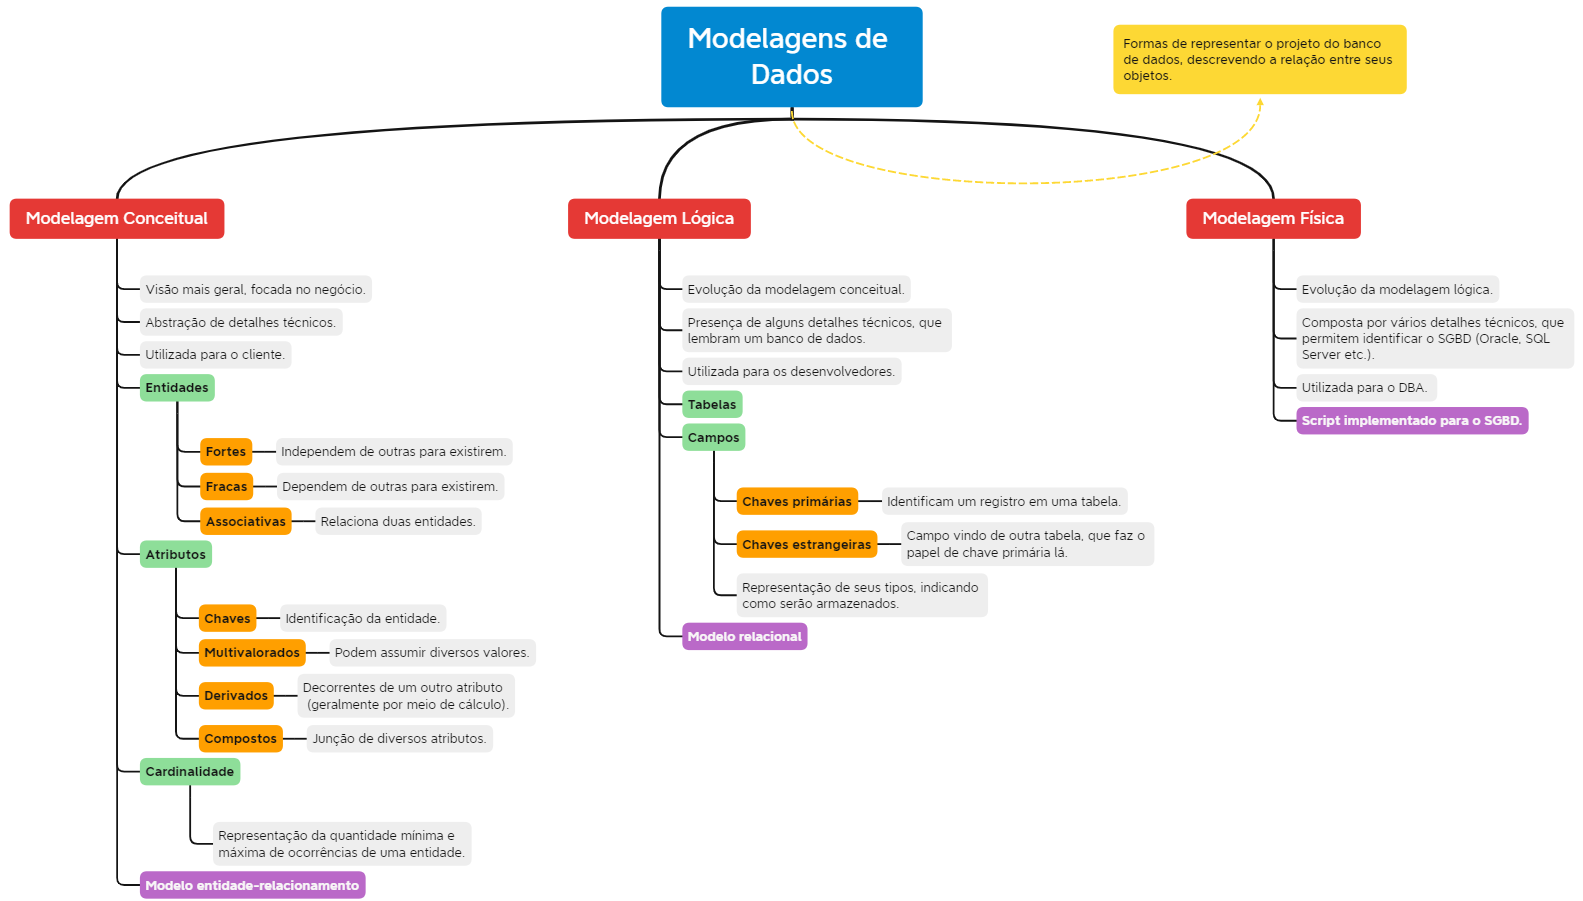 Modelagens de
Dados
Formas de representar o projeto do banco
de dados, descrevendo a relação entre seus
objetos.
Modelagem Conceitual
Visão mais geral, focada no negócio.
Abstração de detalhes técnicos.
Utilizada para o cliente.
Entidades
Fortes
Independem de outras para existirem.
Fracas
Dependem de outras para existirem.
Associativas
Relaciona duas entidades.
Atributos
Chaves
Identificação da entidade.
Multivalorados
Podem assumir diversos valores.
Derivados
Decorrentes de um outro atributo
(geralmente por meio de cálculo).
Compostos
Junção de diversos atributos.
Cardinalidade
Representação da quantidade mínima e
máxima de ocorrências de uma entidade.
Modelo entidade-relacionamento
Modelagem Lógica
Evolução da modelagem conceitual.
Presença de alguns detalhes técnicos, que
lembram um banco de dados.
Utilizada para os desenvolvedores.
Tabelas
Campos
Chaves primárias
Identificam um registro em uma tabela.
Chaves estrangeiras
Campo vindo de outra tabela, que faz o
papel de chave primária lá.
Representação de seus tipos, indicando
como serão armazenados.
Modelo relacional
Modelagem Física
Evolução da modelagem lógica.
Composta por vários detalhes técnicos, que
permitem identificar o SGBD (Oracle, SQL
Server etc.).
Utilizada para o DBA.
Script implementado para o SGBD.